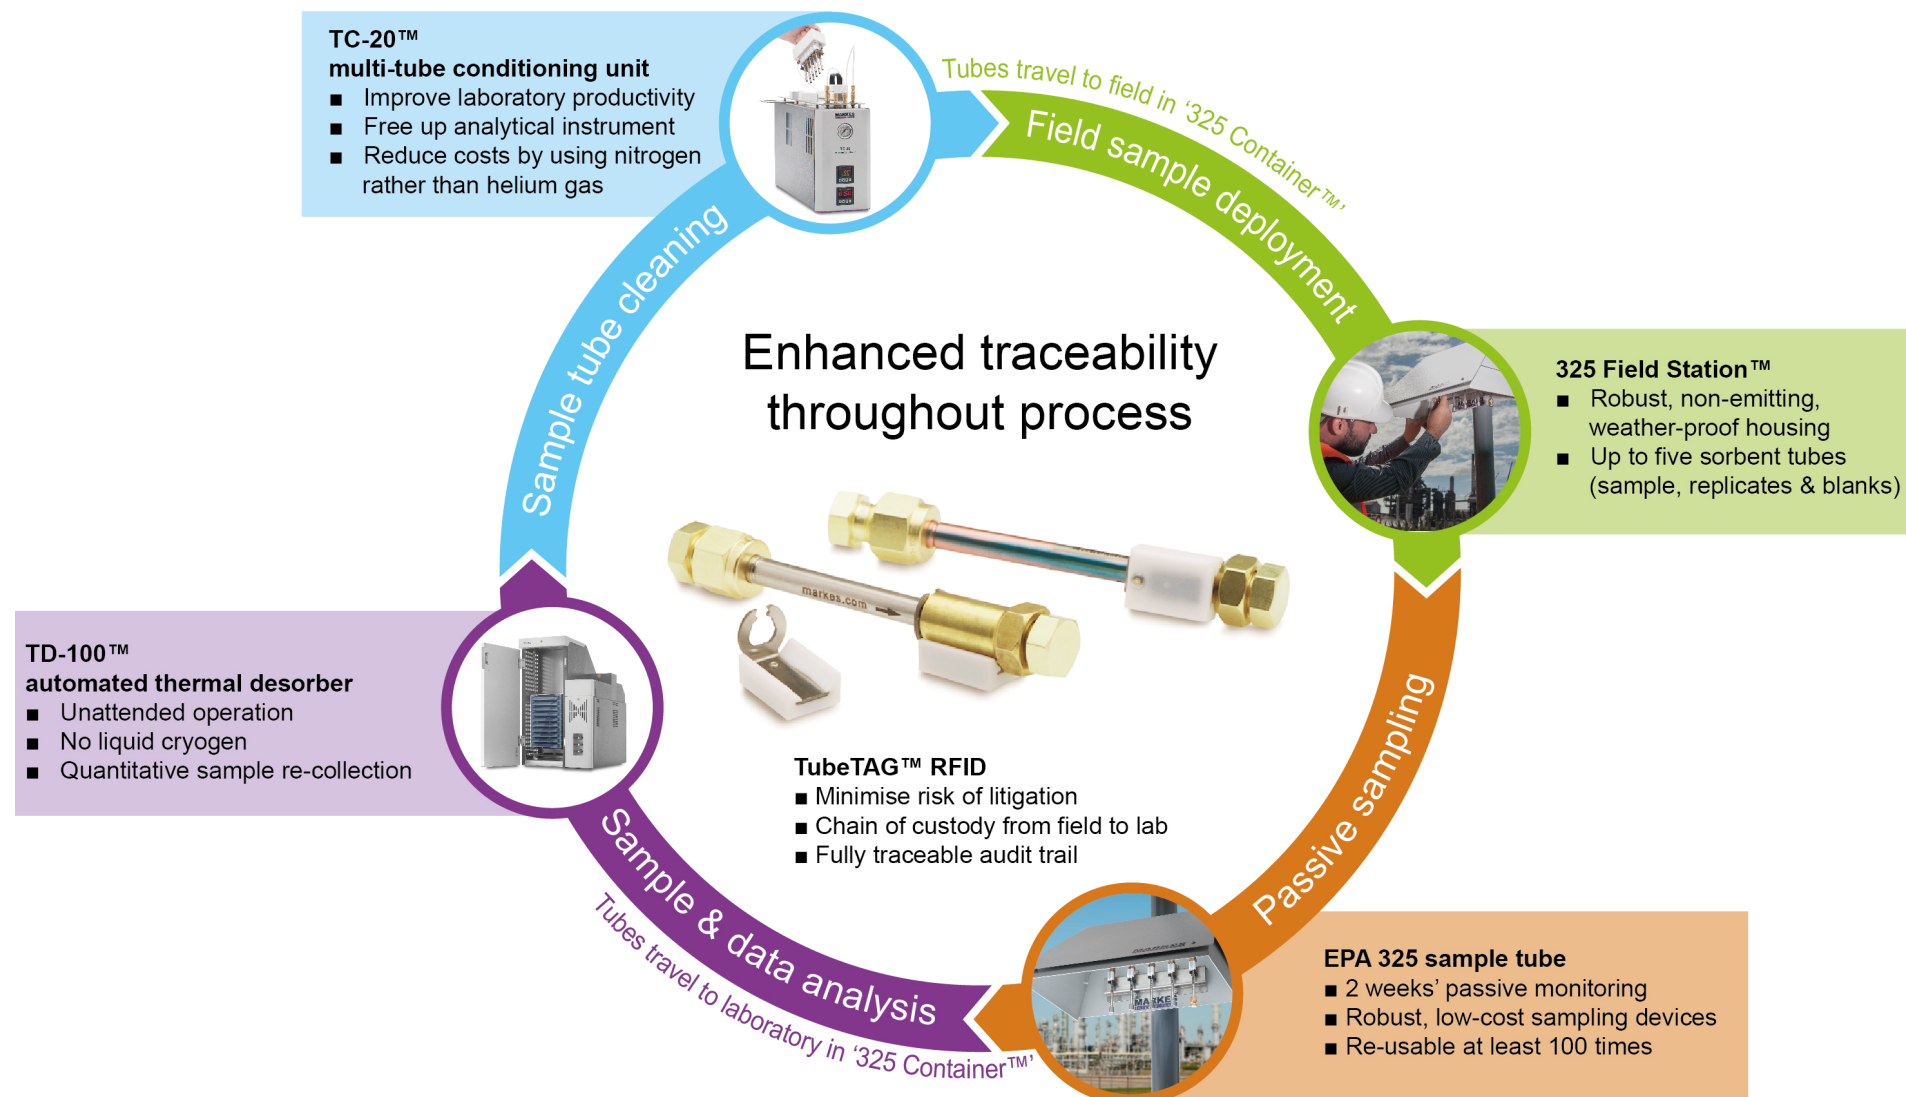 TC-20™
multi-tube conditioning unit
■ Improve laboratory productivity
■ Free up analytical instrument
■ Reduce costs by using nitrogen
rather than helium gas
Tubes travel to field in ‘325 Container™’
Field sample deployment
Sample tube cleaning
Enhanced traceability
throughout process
325 Field Station™
■ Robust, non-emitting,
weather-proof housing
■ Up to five sorbent tubes
(sample, replicates & blanks)
markes.com
TD-100™
automated thermal desorber
■ Unattended operation
■ No liquid cryogen
■ Quantitative sample re-collection
TubeTAG™ RFID
■ Minimise risk of litigation
■ Chain of custody from field to lab
■ Fully traceable audit trail
Passive sampling
Sample & data analysis
Tubes travel to laboratory in ‘325 Container™’
MARKES
EPA 325 sample tube
■ 2 weeks’ passive monitoring
■ Robust, low-cost sampling devices
■ Re-usable at least 100 times